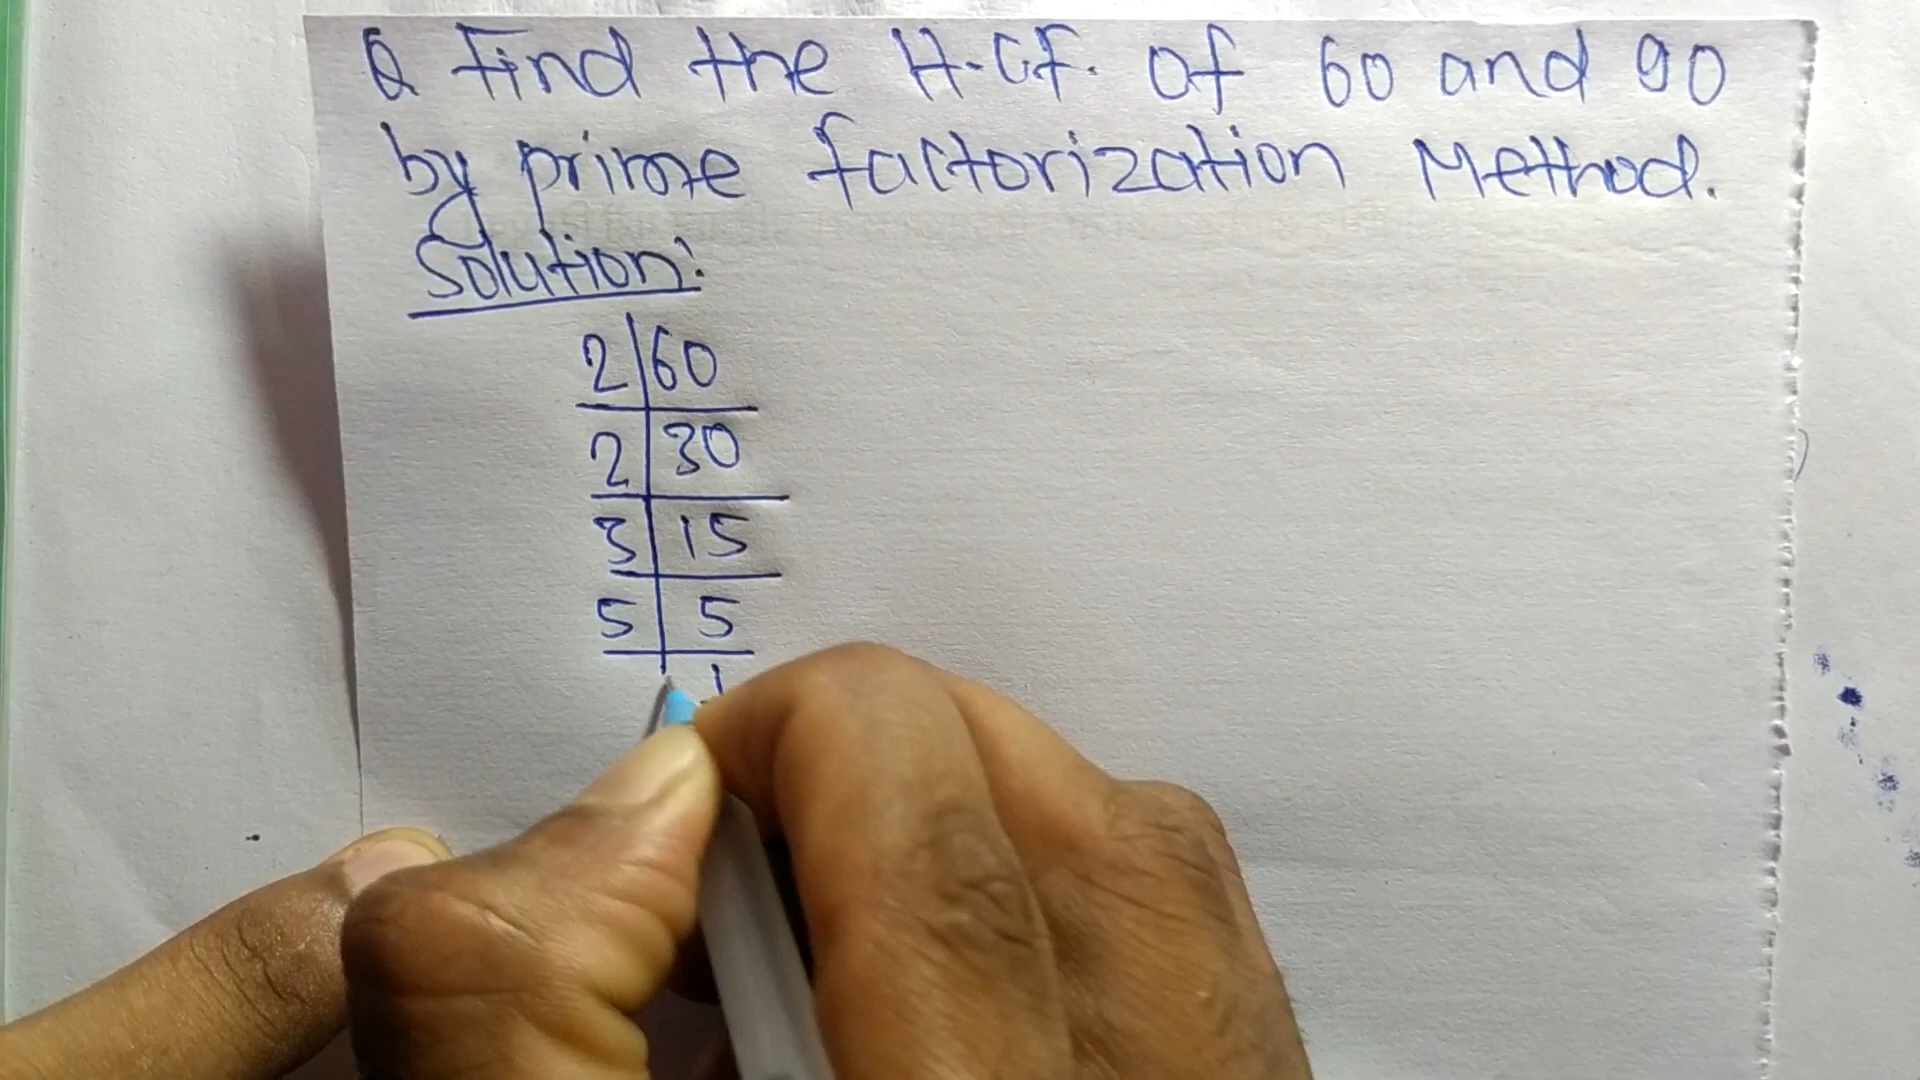 Q Find the H.C.F. Of 60 and 90
by prime factorization Method.
Solution:
2|60
2|30
3|15
5|5
1